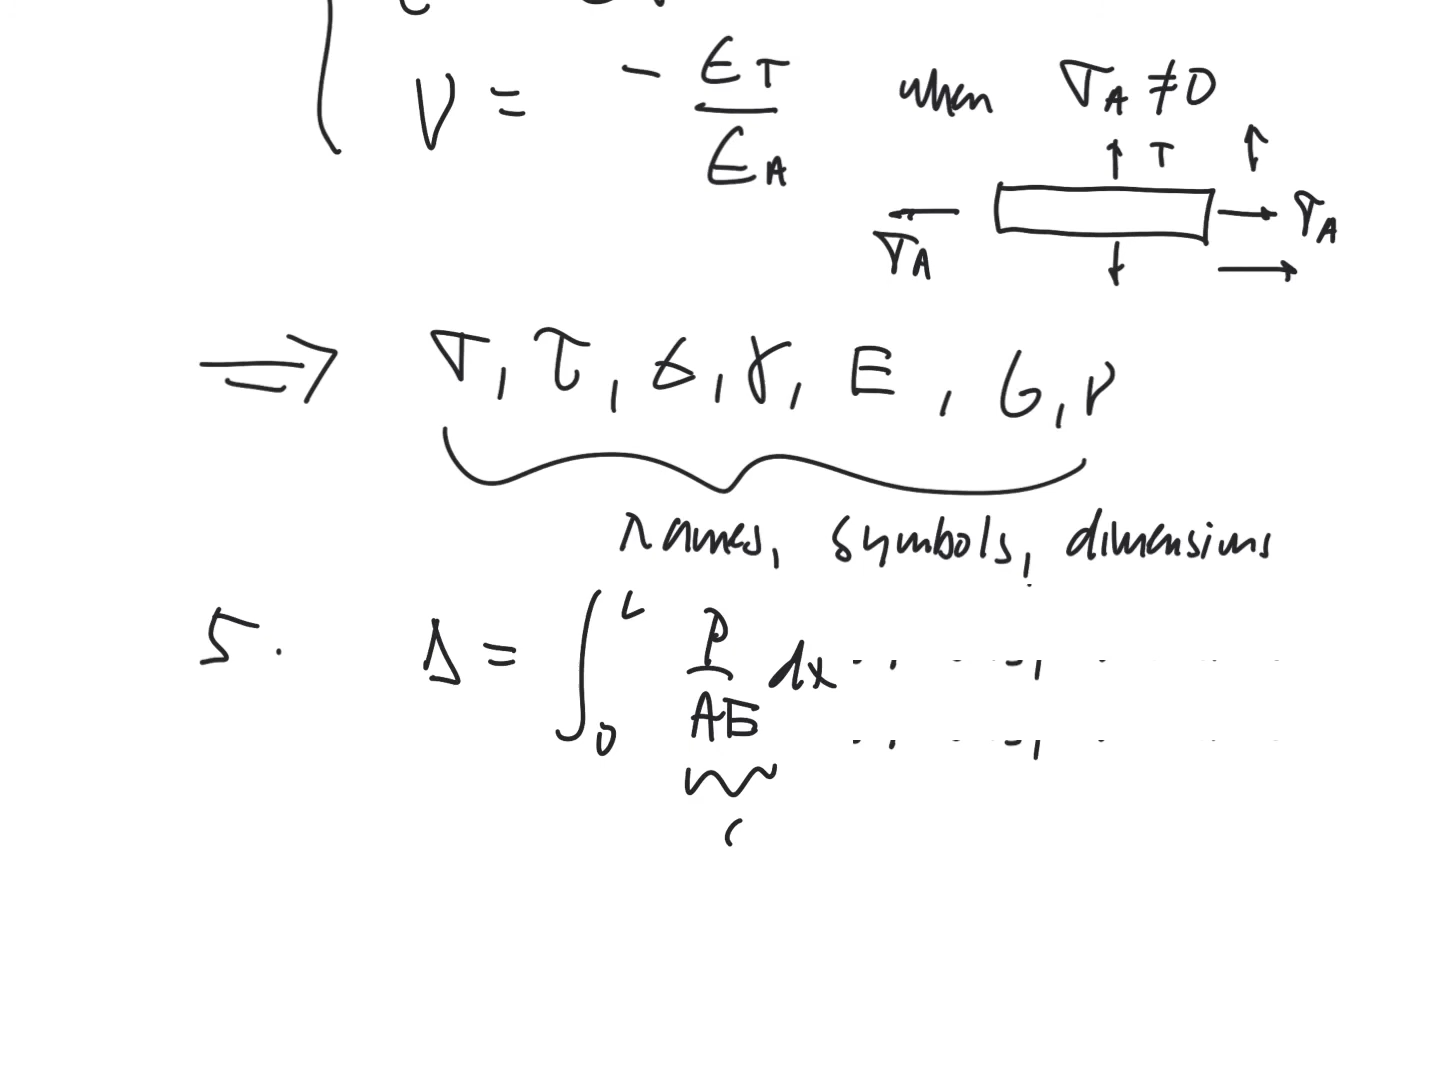 ν = - ε_T / ε_A when σ_A ≠ 0
T
σ_A σ_A
⇒ σ, τ, ε, γ, E, G, ν
names, symbols, dimensions
5. Δ = ∫_0^L P / AE dx